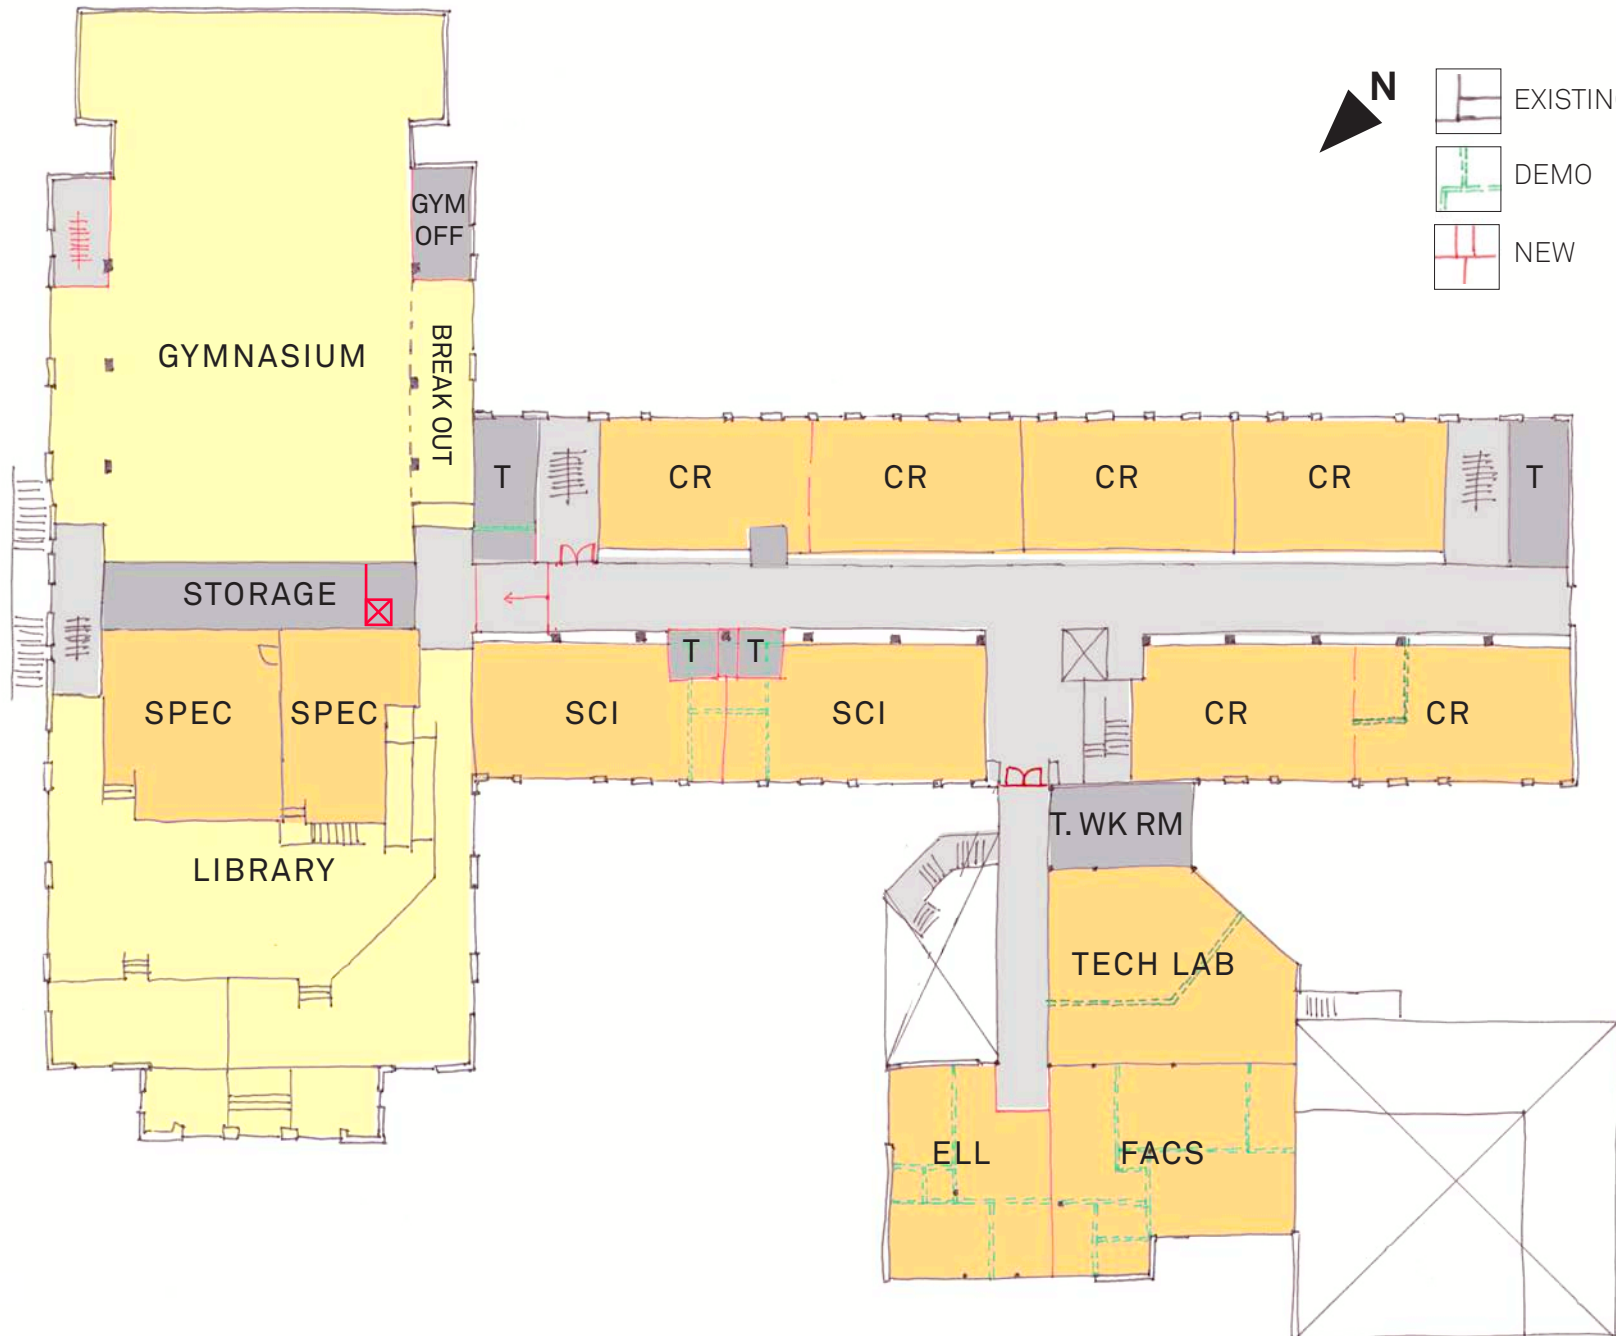 N
EXISTIN
DEMO
NEW
GYM
OFF
GYMNASIUM
BREAK OUT
T
CR
CR
CR
CR
T
STORAGE
T
T
SPEC
SPEC
SCI
SCI
CR
CR
T. WK RM
LIBRARY
TECH LAB
ELL
FACS